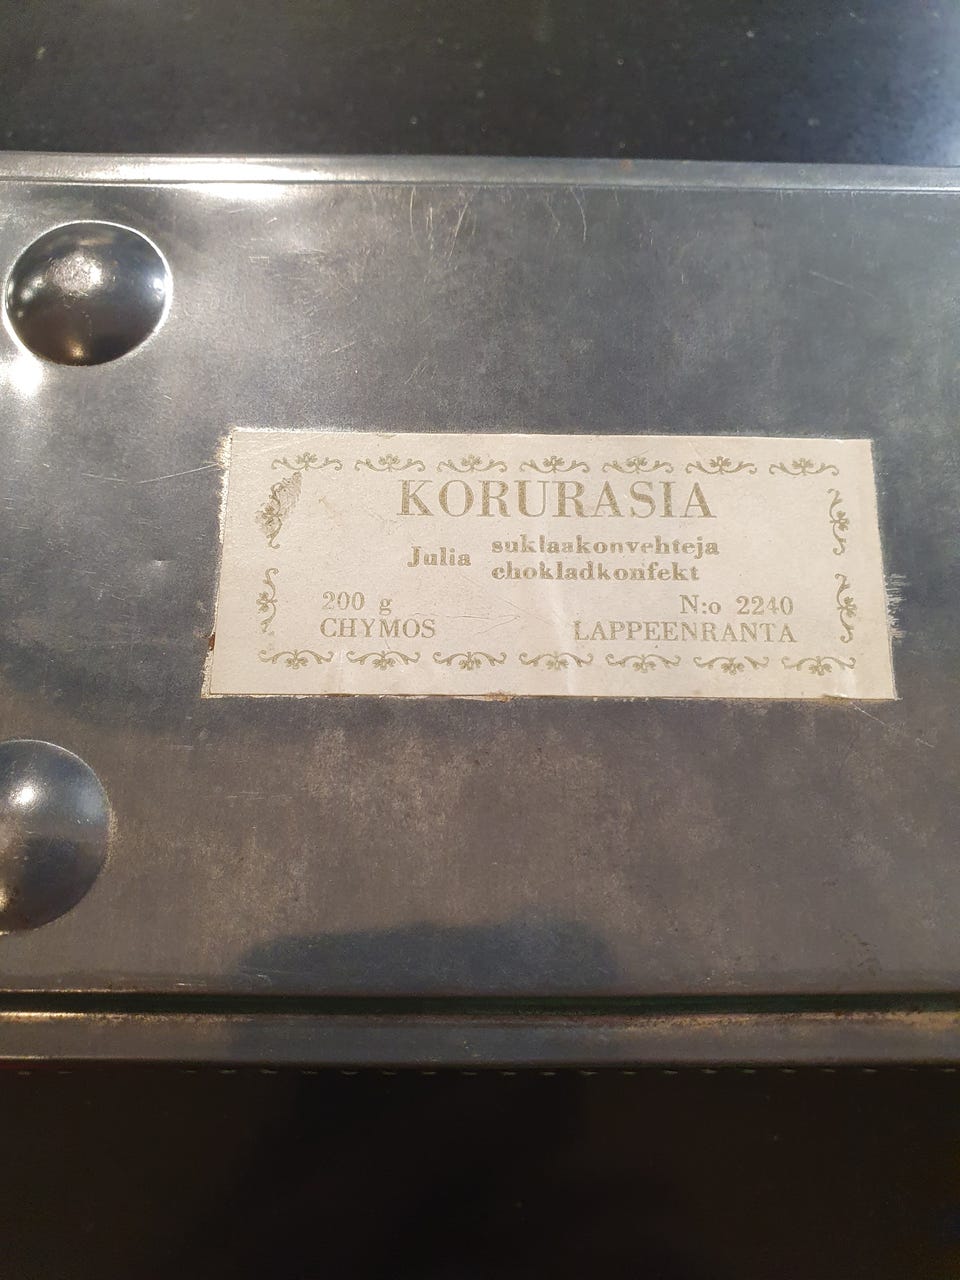 KORURASIA
Julia suklaakonvehteja
chokladkonfekt
200 g N:o 2240
CHYMOS LAPPEENRANTA